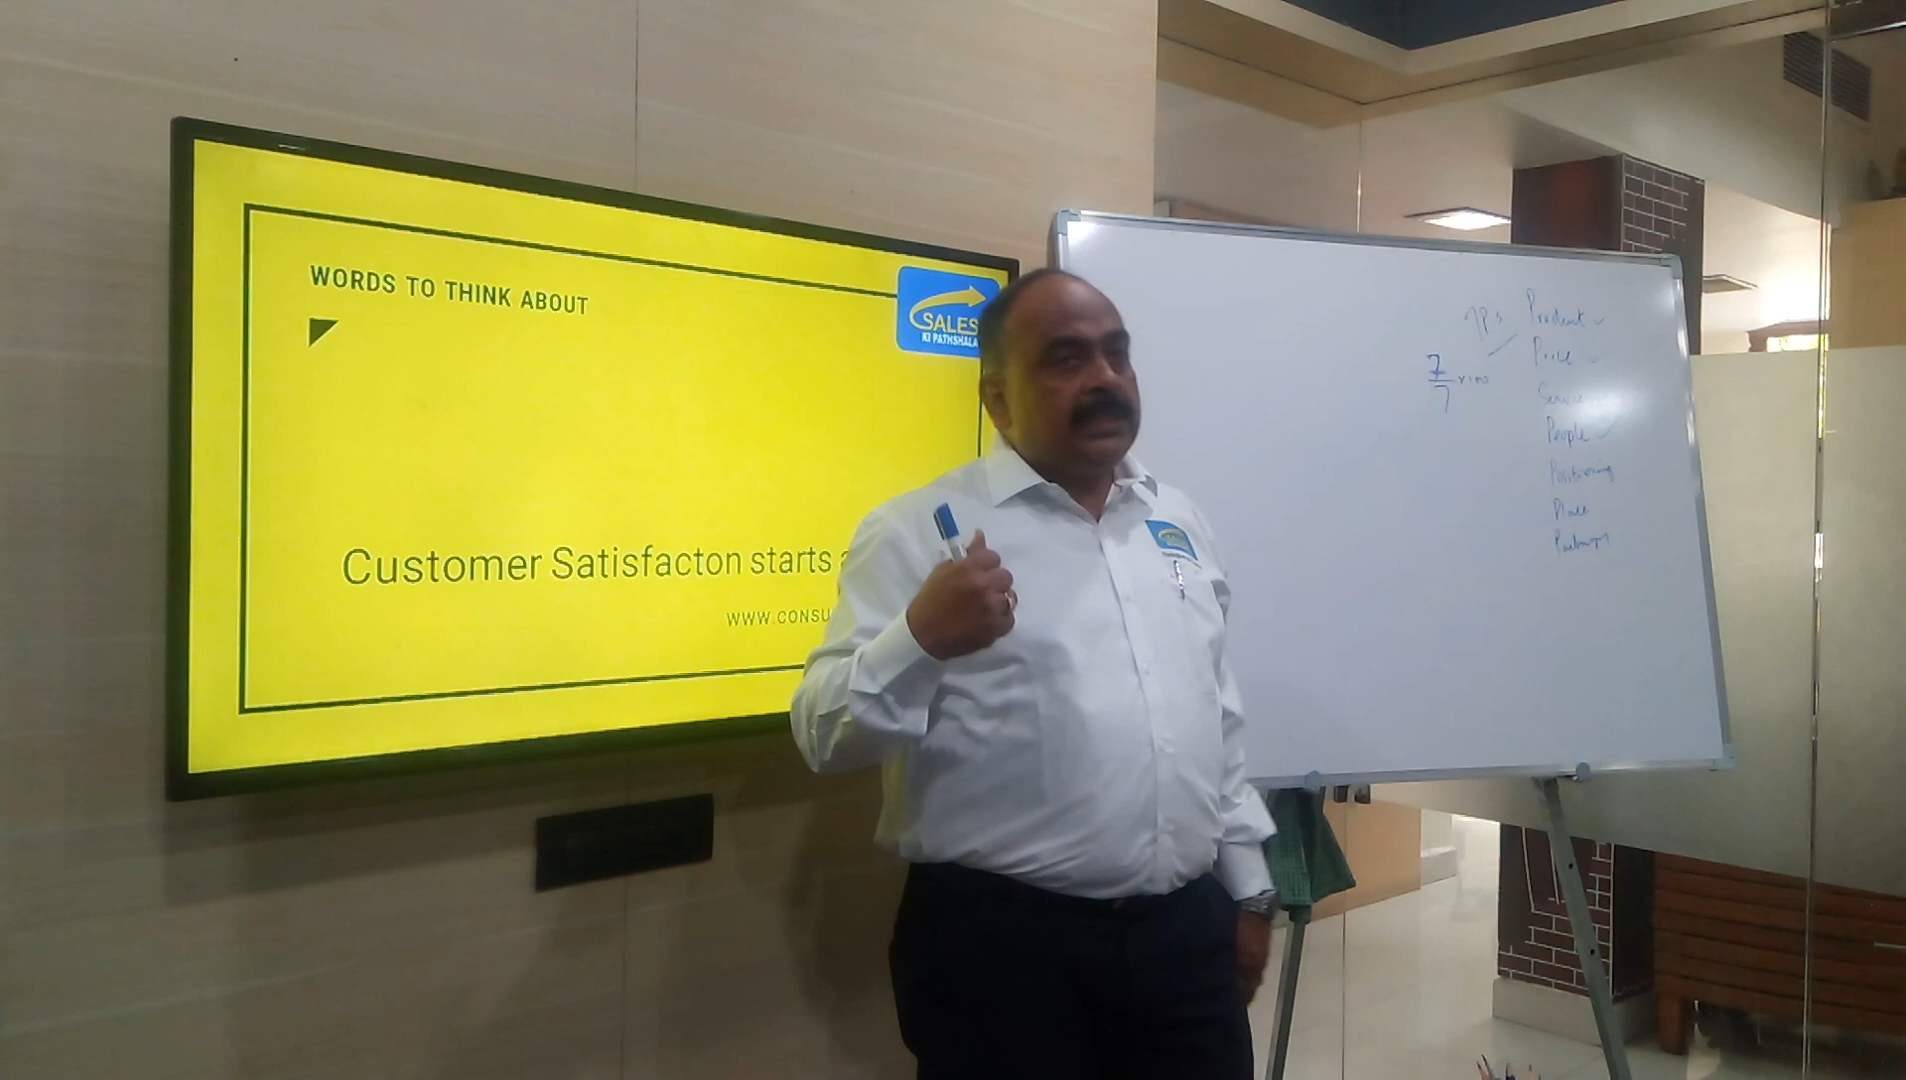 WORDS TO THINK ABOUT
SALES
KI PATHSHALA
Customer Satisfacton starts
WWW.CONSU
7P's
Product ✓
Price ✓
7/7 x100
Service
People ✓
Positioning
Place
SALES